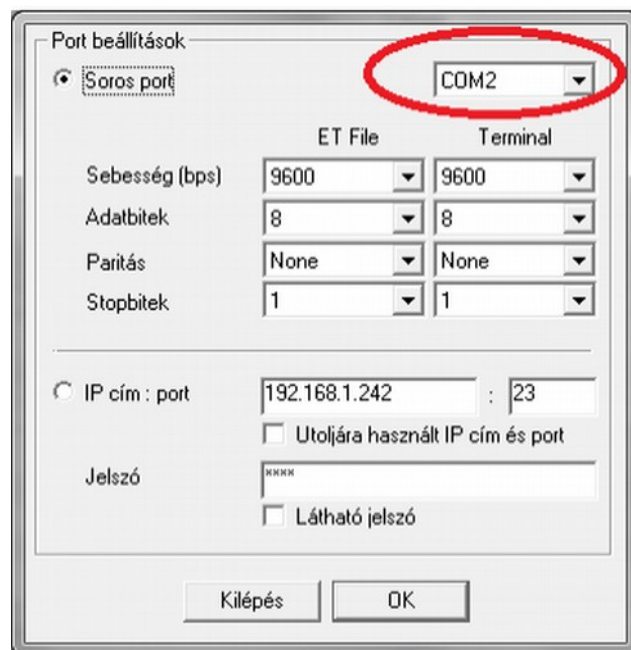 Port beállítások
Soros port COM2
ET File Terminal
Sebesség (bps) 9600 9600
Adatbitek 8 8
Paritás None None
Stopbitek 1 1
IP cím : port 192.168.1.242 : 23
Utoljára használt IP cím és port
Jelszó ****
Látható jelszó
Kilépés OK